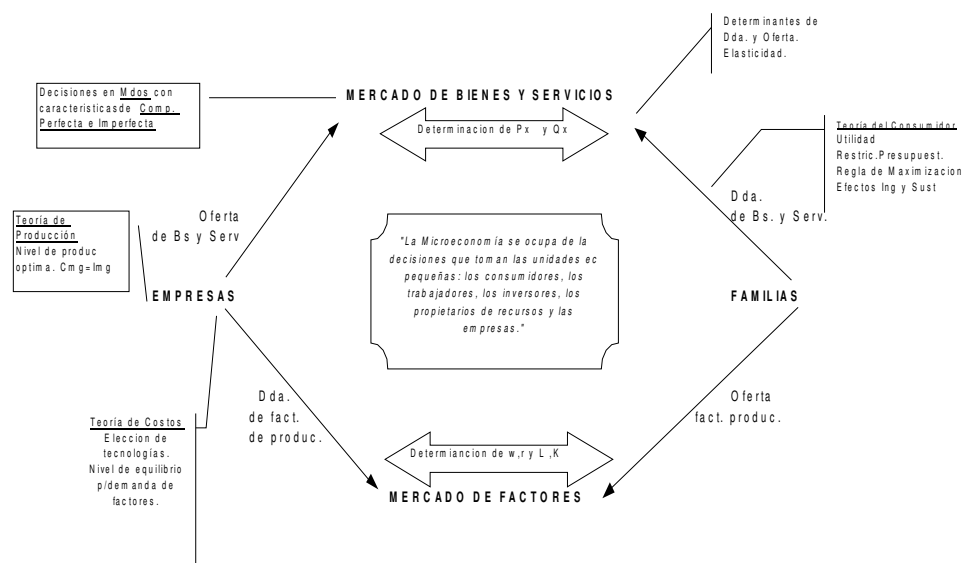 Determinantes de
Dda. y Oferta.
Elasticidad.
Decisiones en Mdos con
caracteristicasde Comp.
Perfecta e Imperfecta
MERCADO DE BIENES Y SERVICIOS
Determinacion de Px y Qx
Teoría del Consumidor
Utilidad
Restric.Presupuest.
Regla de Maximizacion
Efectos Ing y Sust
Dda.
de Bs. y Serv.
Teoría de
Producción
Nivel de produc
optima. Cmg=Img
Oferta
de Bs y Serv
"La Microeconomía se ocupa de la
decisiones que toman las unidades ec
pequeñas: los consumidores, los
trabajadores, los inversores, los
propietarios de recursos y las
empresas."
EMPRESAS
FAMILIAS
Dda.
de fact.
de produc.
Oferta
fact. produc.
Teoría de Costos
Eleccion de
tecnologías.
Nivel de equilibrio
p/demanda de
factores.
Determiancion de w,r y L ,K
MERCADO DE FACTORES